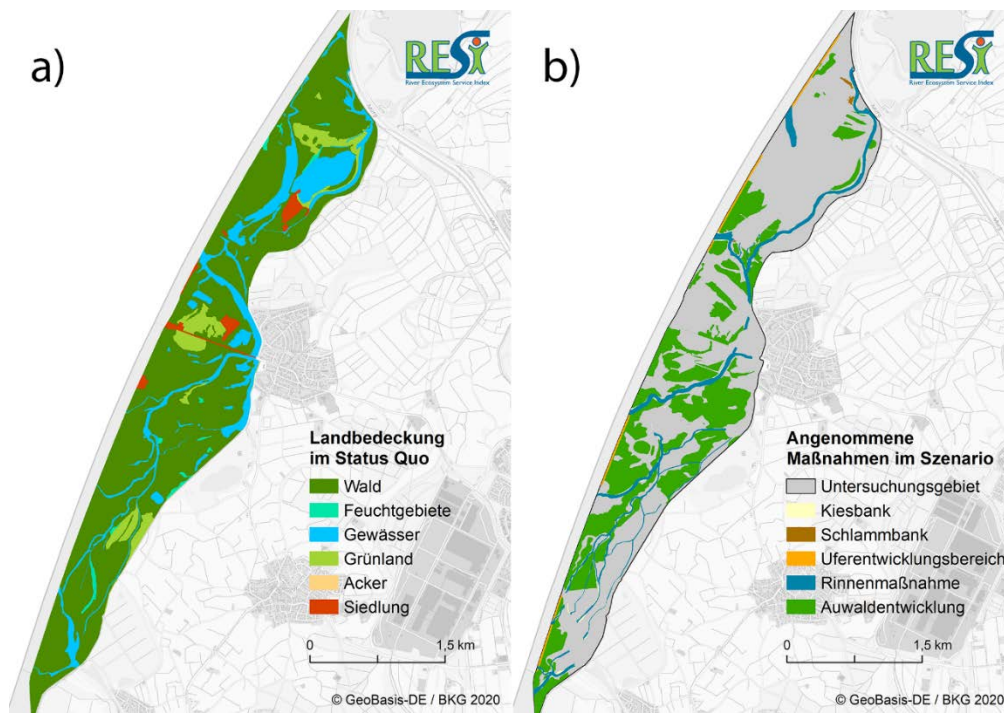 a)
RESI
River Ecosystem Service Index
Landbedeckung
im Status Quo
Wald
Feuchtgebiete
Gewässer
Grünland
Acker
Siedlung
0 1,5 km
© GeoBasis-DE / BKG 2020
b)
RESI
River Ecosystem Service Index
Angenommene
Maßnahmen im Szenario
Untersuchungsgebiet
Kiesbank
Schlammbank
Uferentwicklungsbereich
Rinnenmaßnahme
Auwaldentwicklung
0 1,5 km
© GeoBasis-DE / BKG 2020